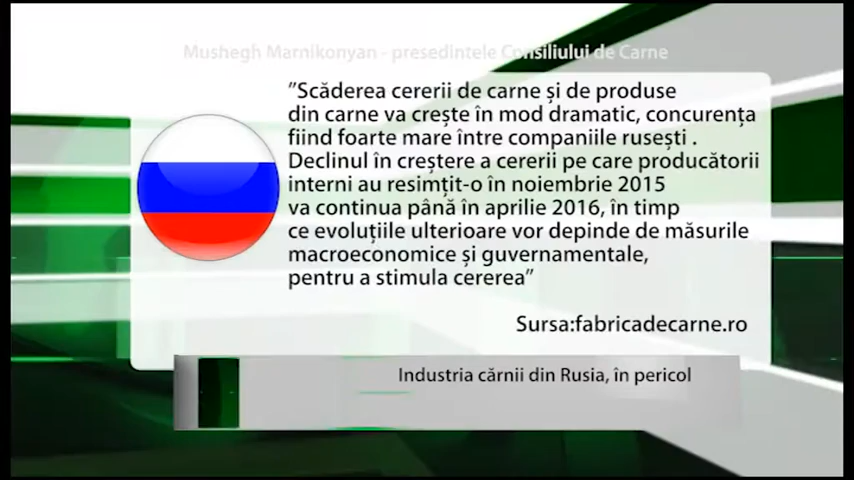 Mushegh Marnikonyan - presedintele Consiliului de Carne
”Scăderea cererii de carne și de produse
din carne va crește în mod dramatic, concurența
fiind foarte mare între companiile rusești .
Declinul în creștere a cererii pe care producătorii
interni au resimțit-o în noiembrie 2015
va continua până în aprilie 2016, în timp
ce evoluțiile ulterioare vor depinde de măsurile
macroeconomice și guvernamentale,
pentru a stimula cererea”
Sursa:fabricadecarne.ro
Industria cărnii din Rusia, în pericol